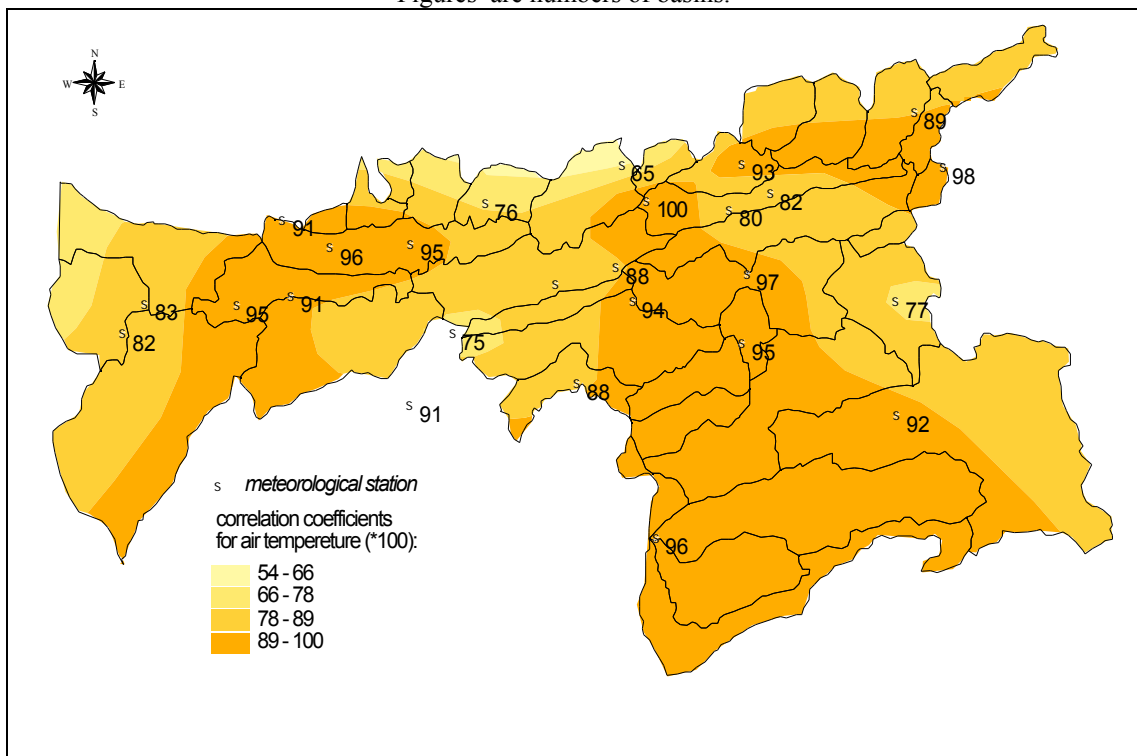 Figures are numbers of basins.
N
W E
S
S 89
S 65
S 93
S 98
S 76
S 100
S 82
S 80
S 91
S 96
S 95
S 88
S 97
S
S 83
S 95
S 91
S 94
S 77
S 82
S 75
S 95
S 88
S 91
S 92
S meteorological station
correlation coefficients
for air tempereture (*100):
S 96
54 - 66
66 - 78
78 - 89
89 - 100